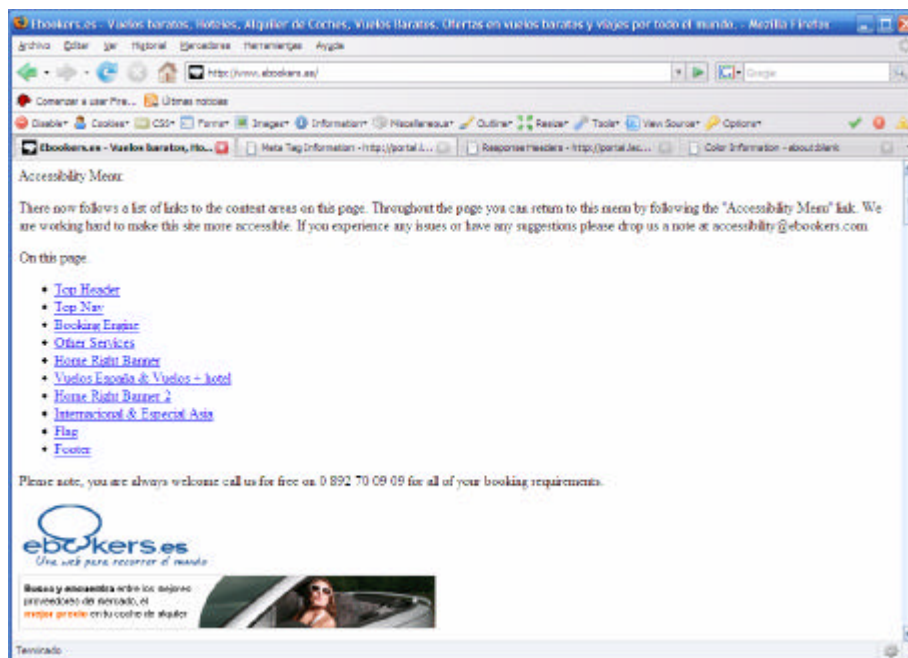 Ebookers.es - Vuelos baratos, Hoteles, Alquiler de Coches, Vuelos Baratos, Ofertas en vuelos baratos y viajes por todo el mundo. - Mozilla Firefox
Archivo Editar Ver Historial Marcadores Herramientas Ayuda
http://www.ebookers.es/ Google
Comenzar a usar Fire... Últimas noticias
Disable Cookies CSS Forms Images Information Miscellaneous Outline Resize Tools View Source Options
Ebookers.es - Vuelos baratos, Ho... Meta Tag Information - http://portal.l... Response Headers - http://portal.lac... Color Information - about:blank
Accessibility Menu
There now follows a list of links to the content areas on this page. Throughout the page you can return to this menu by following the "Accessibility Menu" link. We
are working hard to make this site more accessible. If you experience any issues or have any suggestions please drop us a note at accessibility@ebookers.com
On this page
Top Header
Top Nav
Booking Engine
Other Services
Home Right Banner
Vuelos España & Vuelos + hotel
Home Right Banner 2
Internacional & Especial Asia
Flag
Footer
Please note, you are always welcome call us for free on 0 892 70 09 09 for all of your booking requirements.
ebookers.es
Una web para recorrer el mundo
Busca y encuentra entre los mejores
proveedores del mercado, el
mejor precio en tu coche de alquiler
Terminado